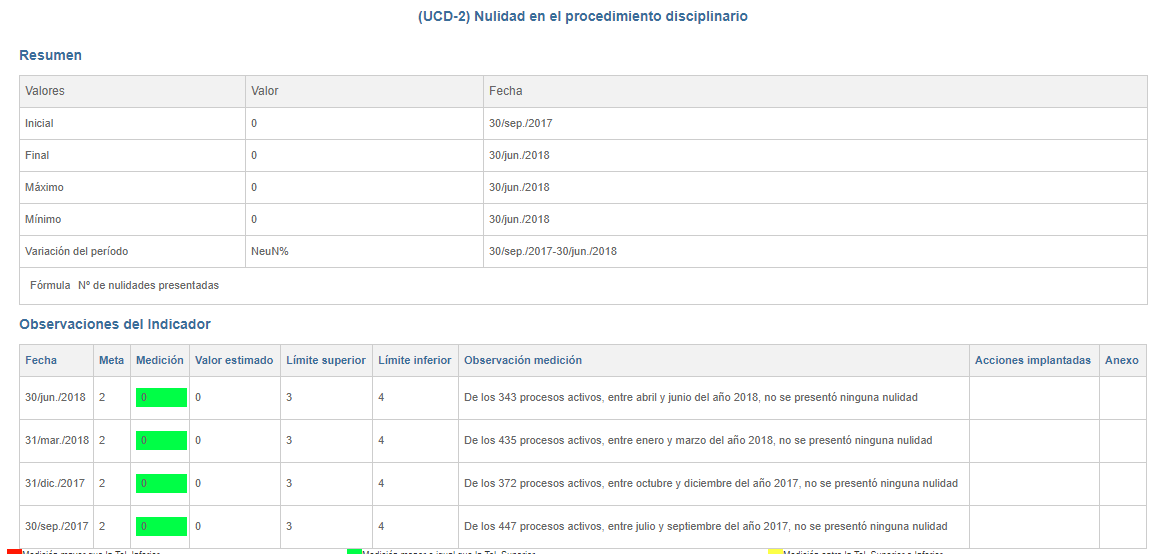 (UCD-2) Nulidad en el procedimiento disciplinario
Resumen
Valores Valor Fecha
Inicial 0 30/sep./2017
Final 0 30/jun./2018
Máximo 0 30/jun./2018
Mínimo 0 30/jun./2018
Variación del período NeuN% 30/sep./2017-30/jun./2018
Fórmula Nº de nulidades presentadas
Observaciones del Indicador
Fecha Meta Medición Valor estimado Límite superior Límite inferior Observación medición Acciones implantadas Anexo
30/jun./2018 2 0 0 3 4 De los 343 procesos activos, entre abril y junio del año 2018, no se presentó ninguna nulidad
31/mar./2018 2 0 0 3 4 De los 435 procesos activos, entre enero y marzo del año 2018, no se presentó ninguna nulidad
31/dic./2017 2 0 0 3 4 De los 372 procesos activos, entre octubre y diciembre del año 2017, no se presentó ninguna nulidad
30/sep./2017 2 0 0 3 4 De los 447 procesos activos, entre julio y septiembre del año 2017, no se presentó ninguna nulidad